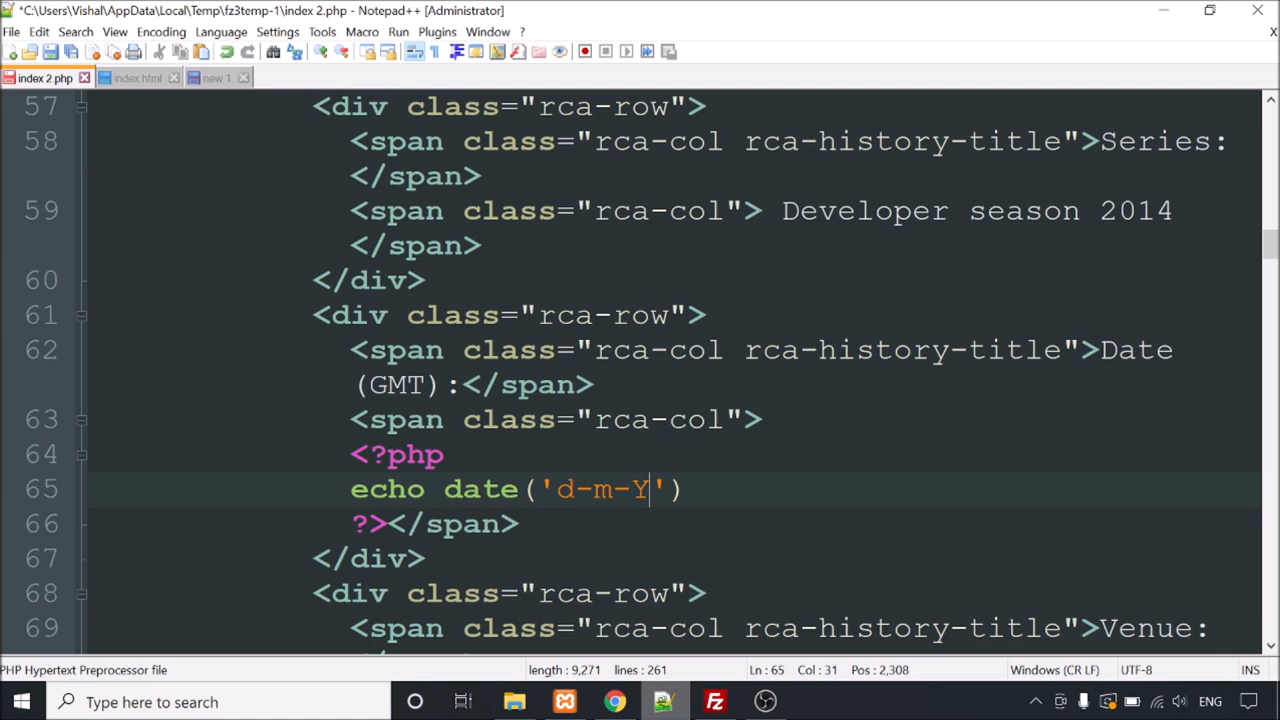 *C:\Users\Vishal\AppData\Local\Temp\fz3temp-1\index 2.php - Notepad++ [Administrator]
File Edit Search View Encoding Language Settings Tools Macro Run Plugins Window ? X
index 2.php index.html new 1
57 <div class="rca-row">
58 <span class="rca-col rca-history-title">Series:
</span>
59 <span class="rca-col"> Developer season 2014
</span>
60 </div>
61 <div class="rca-row">
62 <span class="rca-col rca-history-title">Date
(GMT):</span>
63 <span class="rca-col">
64 <?php
65 echo date('d-m-Y')
66 ?></span>
67 </div>
68 <div class="rca-row">
69 <span class="rca-col rca-history-title">Venue:
PHP Hypertext Preprocessor file length : 9,271 lines : 261 Ln : 65 Col : 31 Pos : 2,308 Windows (CR LF) UTF-8 INS
Type here to search ENG